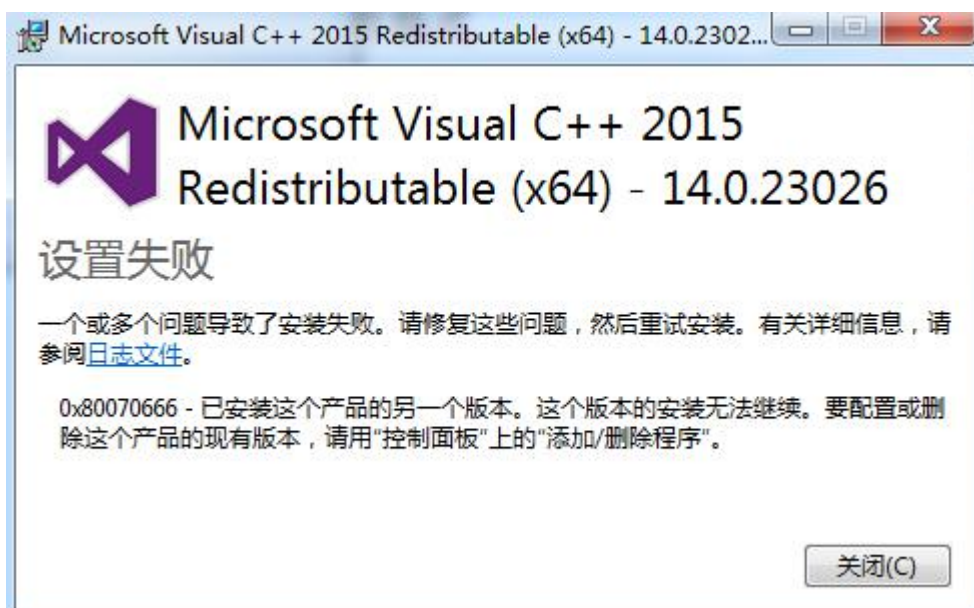 Microsoft Visual C++ 2015 Redistributable (x64) - 14.0.2302...
Microsoft Visual C++ 2015
Redistributable (x64) - 14.0.23026
设置失败
一个或多个问题导致了安装失败。请修复这些问题，然后重试安装。有关详细信息，请
参阅日志文件。
0x80070666 - 已安装这个产品的另一个版本。这个版本的安装无法继续。要配置或删
除这个产品的现有版本，请用"控制面板"上的"添加/删除程序"。
关闭(C)